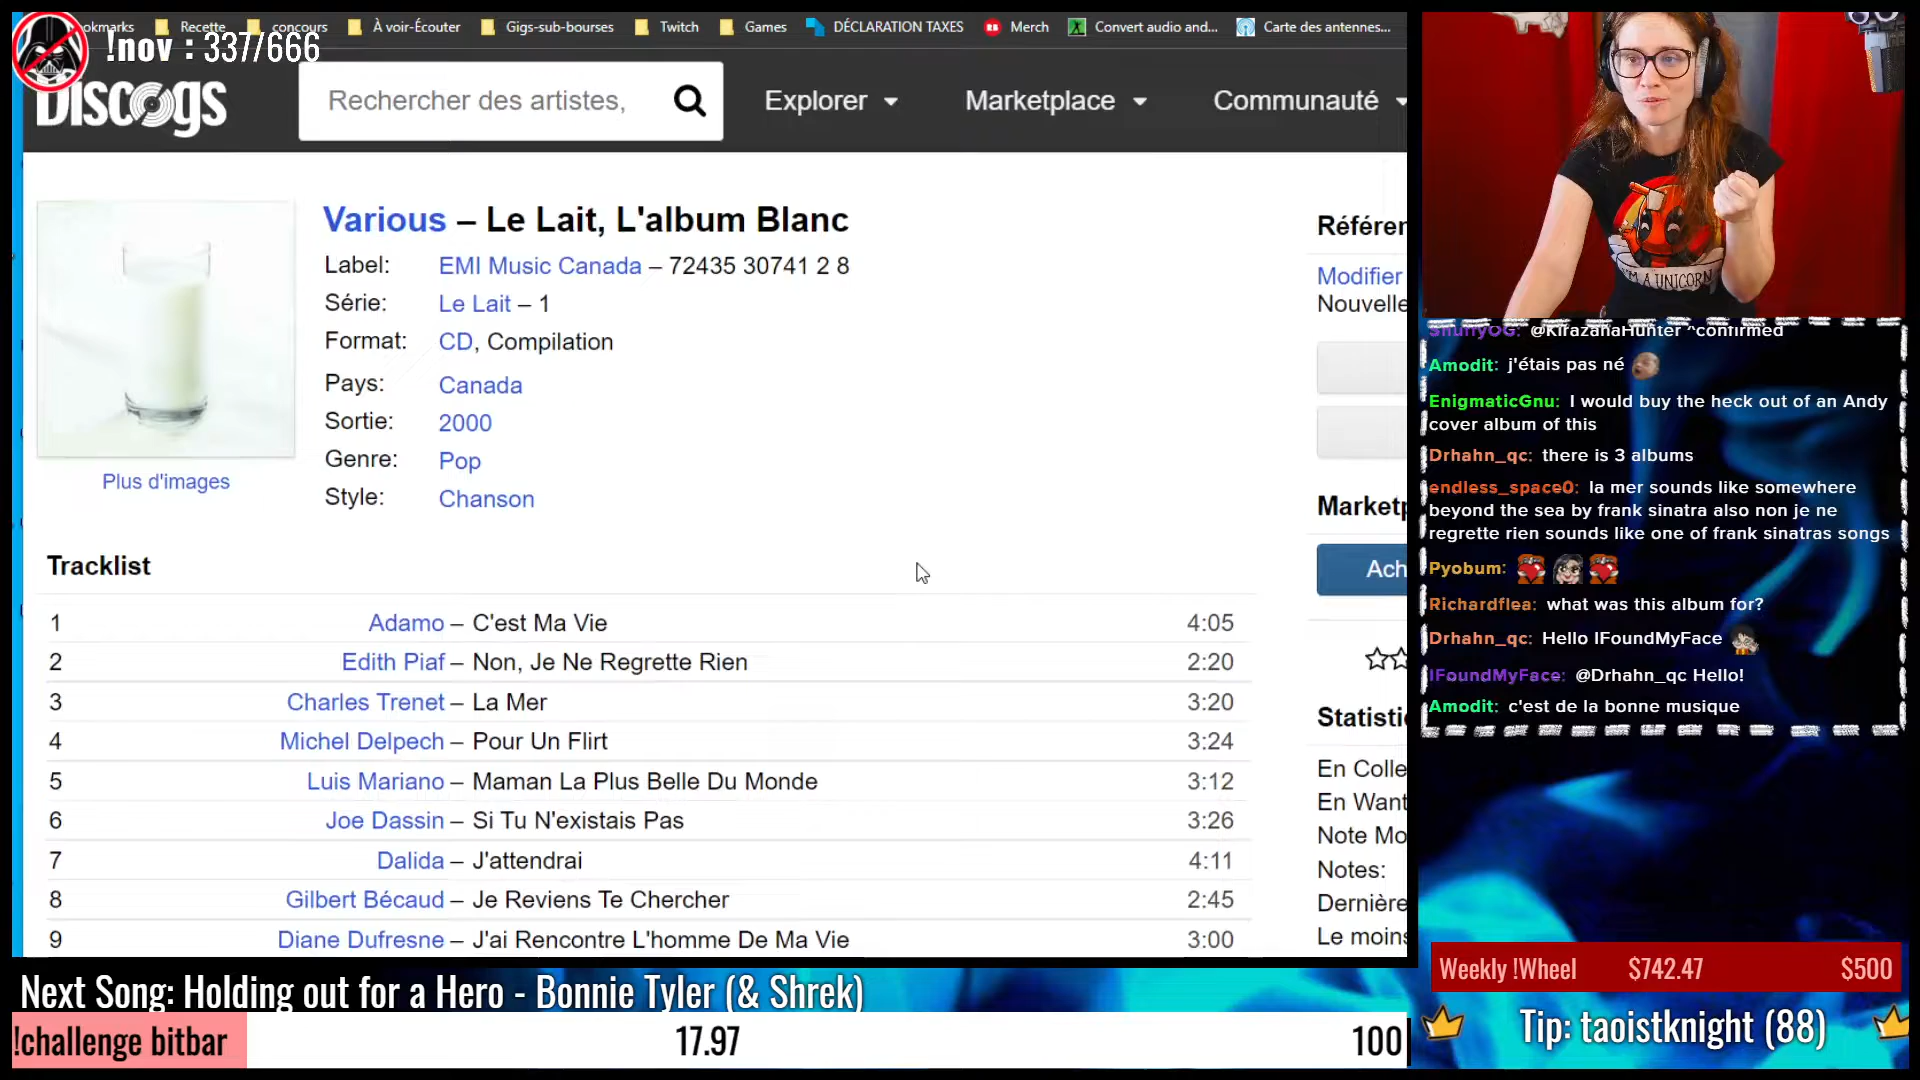 okmarks Recette concours À voir-Écouter Gigs-sub-bourses Twitch Games DÉCLARATION TAXES Merch Convert audio and... Carte des antennes...
!nov : 337/666
Discogs Rechercher des artistes, Explorer Marketplace Communauté
Various – Le Lait, L'album Blanc
Label: EMI Music Canada – 72435 30741 2 8
Série: Le Lait – 1
Format: CD, Compilation
Pays: Canada
Sortie: 2000
Genre: Pop
Style: Chanson
Plus d'images
Tracklist
1 Adamo – C'est Ma Vie 4:05
2 Edith Piaf – Non, Je Ne Regrette Rien 2:20
3 Charles Trenet – La Mer 3:20
4 Michel Delpech – Pour Un Flirt 3:24
5 Luis Mariano – Maman La Plus Belle Du Monde 3:12
6 Joe Dassin – Si Tu N'existais Pas 3:26
7 Dalida – J'attendrai 4:11
8 Gilbert Bécaud – Je Reviens Te Chercher 2:45
9 Diane Dufresne – J'ai Rencontre L'homme De Ma Vie 3:00
Référer
Modifier
Nouvelle
Marketp
Ach
Statisti
En Colle
En Want
Note Mo
Notes:
Dernière
Le moins
I'M A UNICORN
@KirazanaHunter ^confirmed
Amodit: j'étais pas né
EnigmaticGnu: I would buy the heck out of an Andy
cover album of this
Drhahn_qc: there is 3 albums
endless_space0: la mer sounds like somewhere
beyond the sea by frank sinatra also non je ne
regrette rien sounds like one of frank sinatras songs
Pyobum:
Richardflea: what was this album for?
Drhahn_qc: Hello IFoundMyFace
IFoundMyFace: @Drhahn_qc Hello!
Amodit: c'est de la bonne musique
Weekly !Wheel $742.47 $500
Tip: taoistknight (88)
Next Song: Holding out for a Hero - Bonnie Tyler (& Shrek)
!challenge bitbar 17.97 100